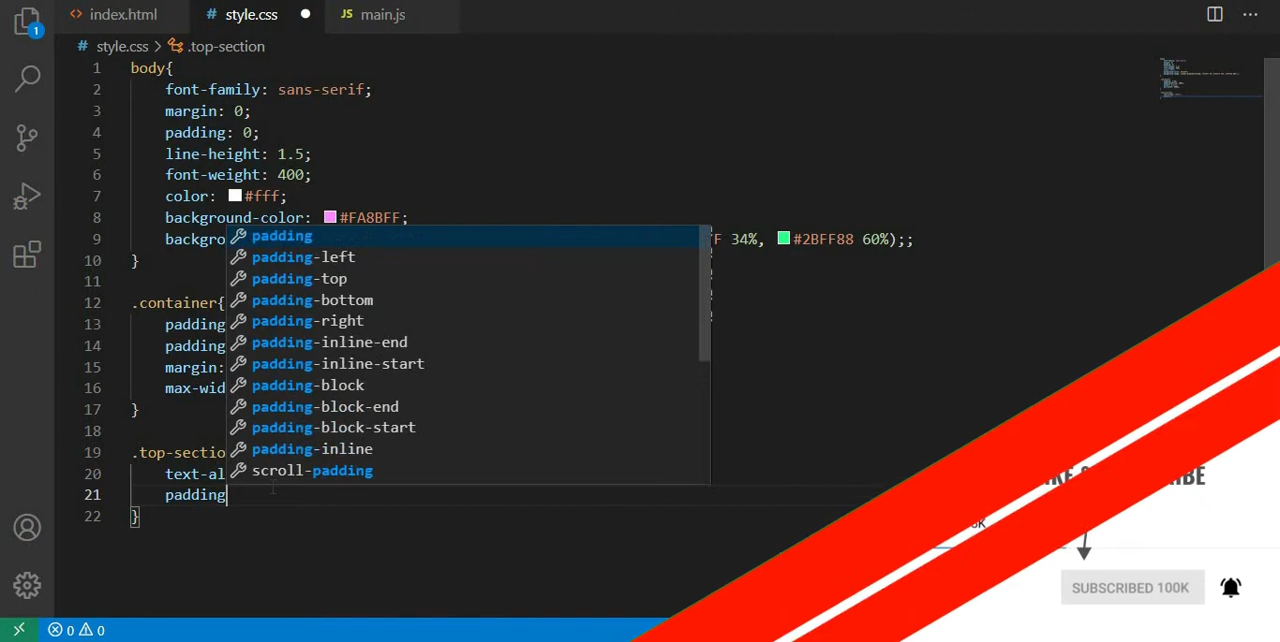 index.html
style.css
JS main.js
# style.css > .top-section
1 body{
2 font-family: sans-serif;
3 margin: 0;
4 padding: 0;
5 line-height: 1.5;
6 font-weight: 400;
7 color: #fff;
8 background-color: #FA8BFF;
9 backgro F 34%, #2BFF88 60%);;
10 }
11
12 .container{
13 padding
14 padding
15 margin:
16 max-wid
17 }
18
19 .top-sectio
20 text-al
21 padding
22 }
padding
padding-left
padding-top
padding-bottom
padding-right
padding-inline-end
padding-inline-start
padding-block
padding-block-end
padding-block-start
padding-inline
scroll-padding
1
SUBSCRIBED 100K
0 0